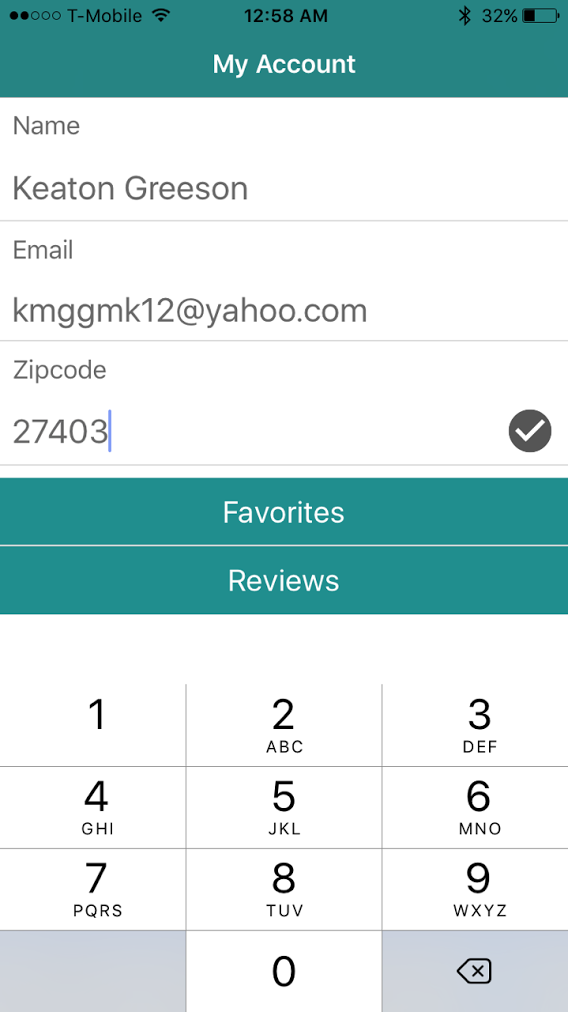 T-Mobile 12:58 AM 32%
My Account
Name
Keaton Greeson
Email
kmggmk12@yahoo.com
Zipcode
27403
Favorites
Reviews
1 2 3
ABC DEF
4 5 6
GHI JKL MNO
7 8 9
PQRS TUV WXYZ
0